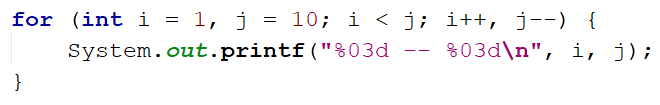 for (int i = 1, j = 10; i < j; i++, j--) {
    System.out.printf("%03d -- %03d\n", i, j);
}